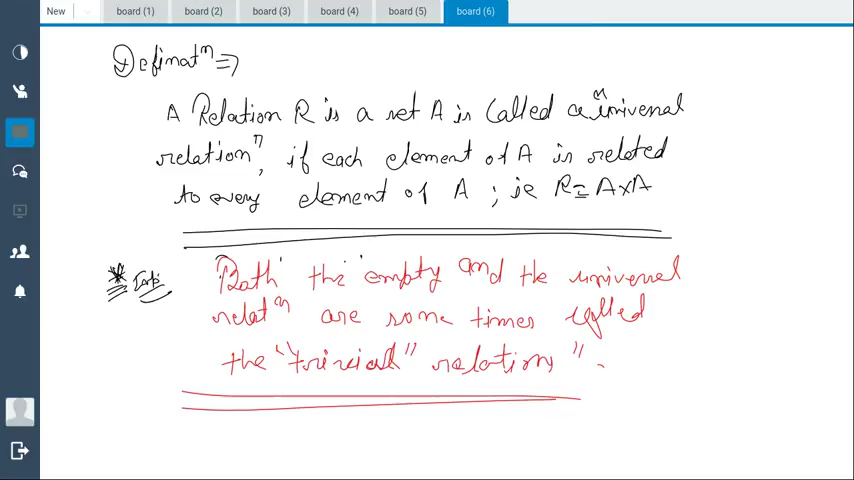 New board (1) board (2) board (3) board (4) board (5) board (6)
Definatn ⇒
A Relation R is a set A is called a "univenal
relation", if each element of A is related
to every element of A ; ie R = A×A
Both the empty and the universal
relatn are some times called
the "trivial" relations".